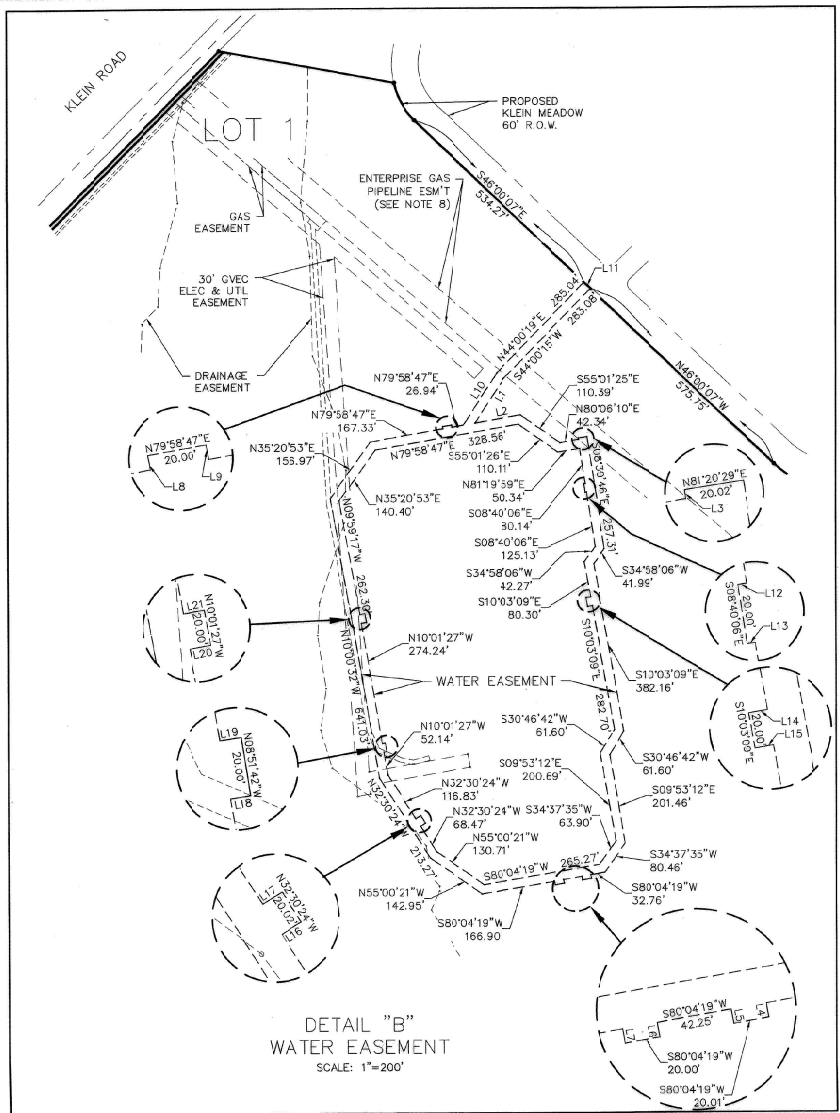 KLEIN ROAD
LOT 1
PROPOSED
KLEIN MEADOW
60' R.O.W.
ENTERPRISE GAS
PIPELINE ESM'T
(SEE NOTE 8)
S46°00'07"E
534.27'
GAS
EASEMENT
L11
30' GVEC
ELEC & UTL
EASEMENT
N44°00'19"E 285.04'
S44°00'15"W 283.08'
DRAINAGE
EASEMENT
N79°58'47"E
26.94'
L10
L1
L2
S55°01'25"E
110.39'
N46°00'07"W
575.15'
N79°58'47"E
167.33'
N80°06'10"E
42.34'
N79°58'47"E
20.00'
L8
L9
N35°20'53"E
156.97'
N79°58'47"E 328.56'
S55°01'26"E
110.11'
N81°19'59"E
50.34'
S08°30'46"E 257.31'
N81°20'29"E
20.02'
L3
N35°20'53"E
140.40'
S08°40'06"E
80.14'
S08°40'06"E
125.13'
N09°59'17"W 262.30'
S34°58'06"W
42.27'
S34°58'06"W
41.99'
S10°03'09"E
80.30'
L12
20.00'
S08°40'06"E
L13
L21
N10°01'27"W
20.00'
L20
N10°01'27"W
274.24'
S10°03'09"E 282.70'
S10°03'09"E
382.16'
WATER EASEMENT
N10°00'32"W 647.03'
L14
20.00'
S10°03'09"E
L15
N10°01'27"W
52.14'
S30°46'42"W
61.60'
S30°46'42"W
61.60'
L19
N08°51'42"W
20.00'
L18
S09°53'12"E
200.69'
N32°30'24"W
116.83'
S09°53'12"E
201.46'
N32°30'24"W 213.27'
N32°30'24"W
68.47'
S34°37'35"W
63.90'
N55°00'21"W
130.71'
S34°37'35"W
80.46'
S80°04'19"W 265.27'
S80°04'19"W
32.76'
N55°00'21"W
142.95'
S80°04'19"W
166.90
L17
N32°30'24"W
20.02'
L16
S80°04'19"W
42.25'
L7
L6
L5
L4
S80°04'19"W
20.00'
S80°04'19"W
20.01'
DETAIL "B"
WATER EASEMENT
SCALE: 1"=200'